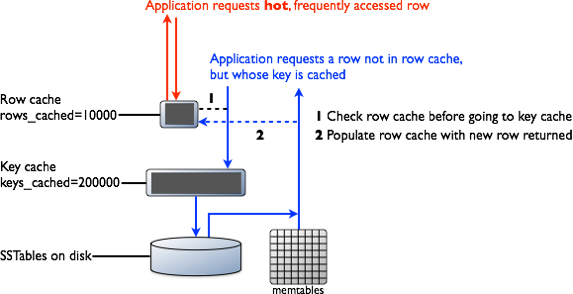 Application requests hot, frequently accessed row
Application requests a row not in row cache,
but whose key is cached
Row cache
rows_cached=10000
1
2
1 Check row cache before going to key cache
2 Populate row cache with new row returned
Key cache
keys_cached=200000
SSTables on disk
memtables